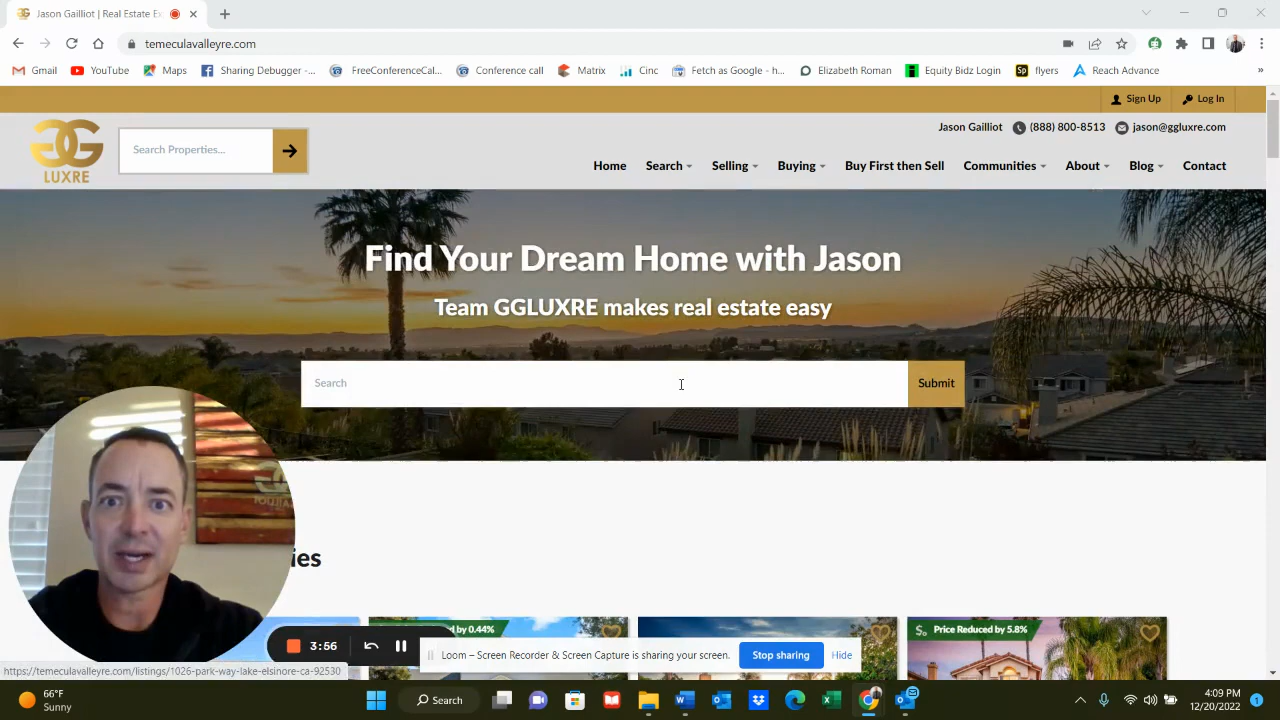 Jason Gailliot | Real Estate Ex
temeculavalleyre.com
Gmail YouTube Maps Sharing Debugger -... FreeConferenceCal... Conference call Matrix Cinc Fetch as Google - h... Elizabeth Roman Equity Bidz Login Sp flyers Reach Advance »
Sign Up Log In
Jason Gailliot (888) 800-8513 jason@ggluxre.com
LUXRE
Search Properties...
Home Search Selling Buying Buy First then Sell Communities About Blog Contact
Find Your Dream Home with Jason
Team GGLUXRE makes real estate easy
Search Submit
ies
d by 0.44%
Price Reduced by 5.8%
3:56
Loom – Screen Recorder & Screen Capture is sharing your screen. Stop sharing Hide
https://temeculavalleyre.com/listings/1026-park-way-lake-elsinore-ca-92530
66°F
Sunny
Search
4:09 PM
12/20/2022
1